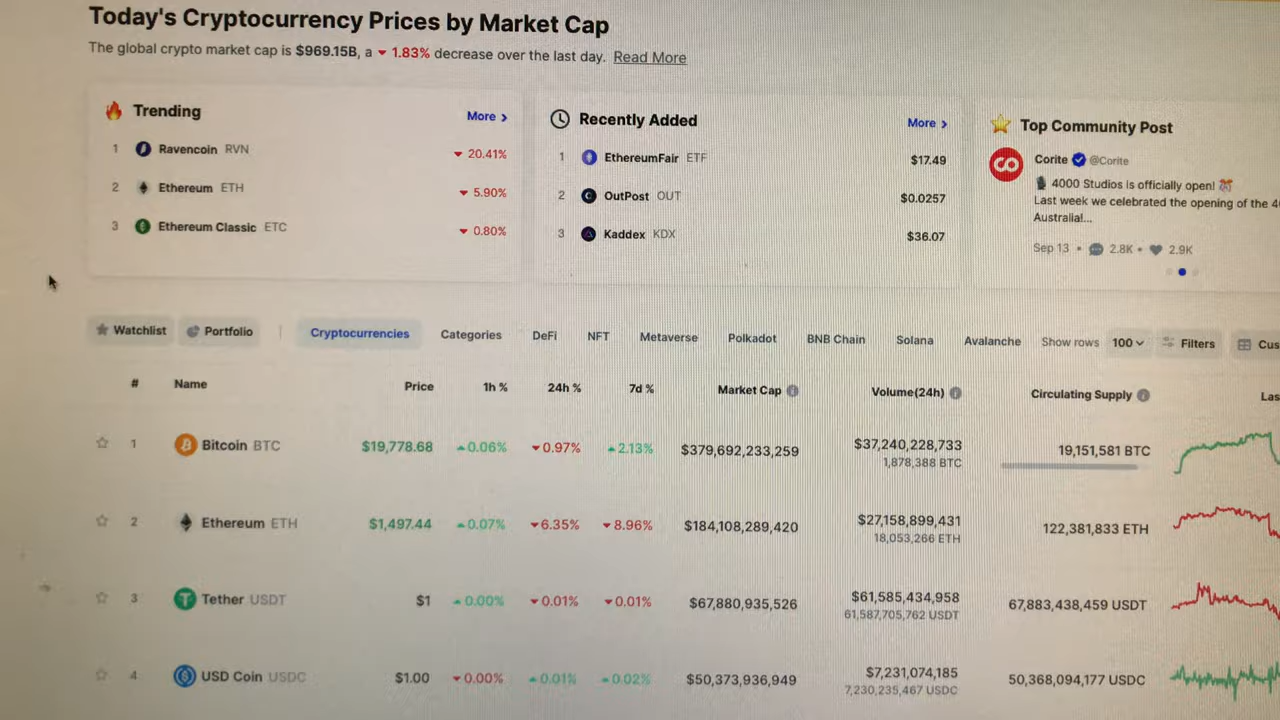 Today's Cryptocurrency Prices by Market Cap
The global crypto market cap is $969.15B, a 1.83% decrease over the last day. Read More
Trending
More
1 Ravencoin RVN 20.41%
2 Ethereum ETH 5.90%
3 Ethereum Classic ETC 0.80%
Recently Added
More
1 EthereumFair ETF $17.49
2 OutPost OUT $0.0257
3 Kaddex KDX $36.07
Top Community Post
Corite @Corite
4000 Studios is officially open!
Last week we celebrated the opening of the
Australia!...
Sep 13 • 2.8K • 2.9K
Watchlist Portfolio Cryptocurrencies Categories DeFi NFT Metaverse Polkadot BNB Chain Solana Avalanche Show rows 100 Filters Cus
# Name Price 1h % 24h % 7d % Market Cap Volume(24h) Circulating Supply Las
1 Bitcoin BTC $19,778.68 0.06% 0.97% 2.13% $379,692,233,259 $37,240,228,733 19,151,581 BTC
1,878,388 BTC
2 Ethereum ETH $1,497.44 0.07% 6.35% 8.96% $184,108,289,420 $27,158,899,431 122,381,833 ETH
18,053,266 ETH
3 Tether USDT $1 0.00% 0.01% 0.01% $67,880,935,526 $61,585,434,958 67,883,438,459 USDT
61,587,705,762 USDT
4 USD Coin USDC $1.00 0.00% 0.01% 0.02% $50,373,936,949 $7,231,074,185 50,368,094,177 USDC
7,230,235,467 USDC